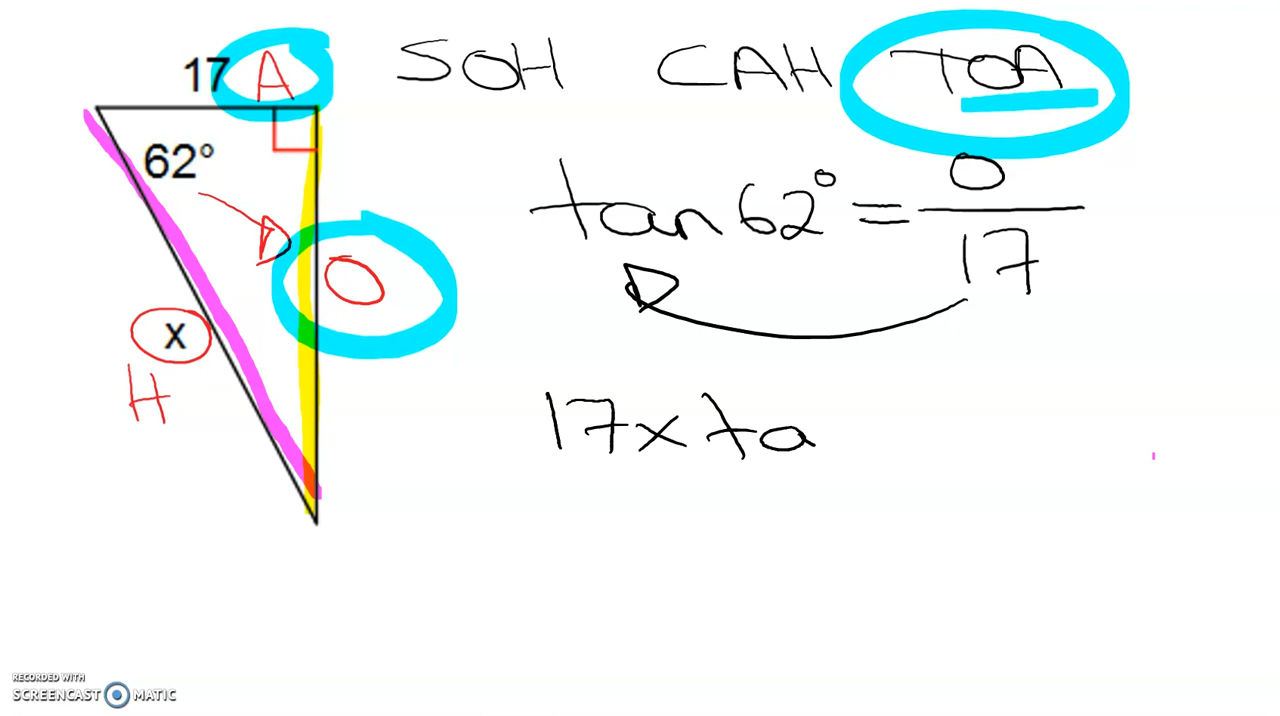 17 A SOH CAH TOA
62°
tan 62° = O
17
O
x
H
17 x ta
RECORDED WITH
SCREENCAST MATIC